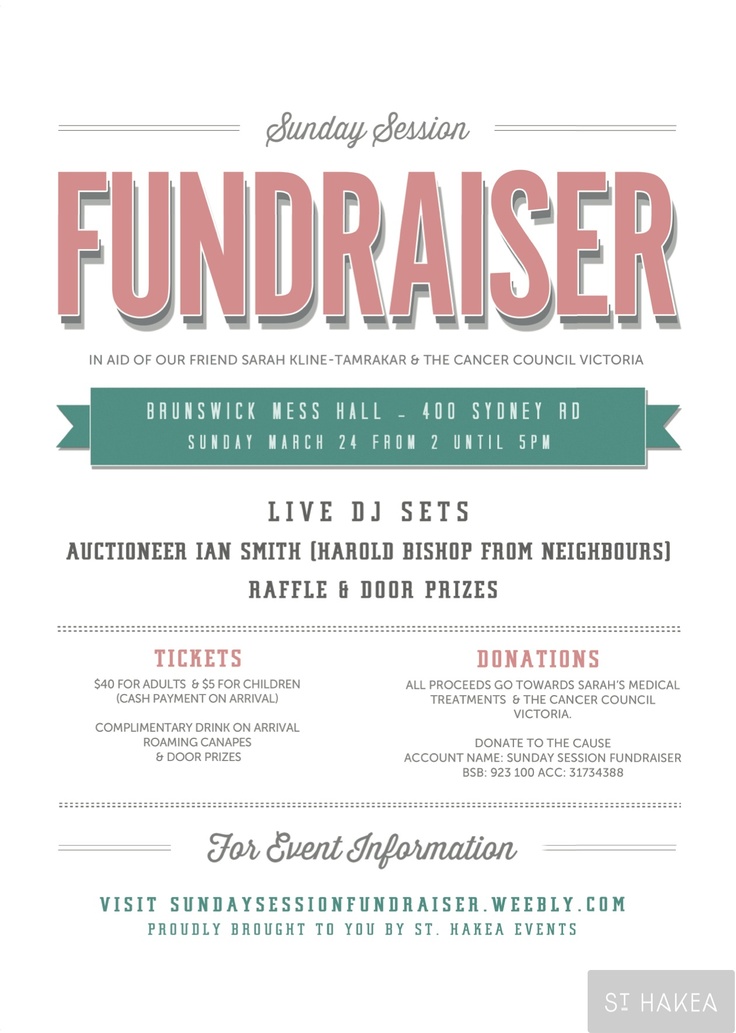 Sunday Session
FUNDRAISER
IN AID OF OUR FRIEND SARAH KLINE-TAMRAKAR & THE CANCER COUNCIL VICTORIA
BRUNSWICK MESS HALL - 400 SYDNEY RD
SUNDAY MARCH 24 FROM 2 UNTIL 5PM
LIVE DJ SETS
AUCTIONEER IAN SMITH (HAROLD BISHOP FROM NEIGHBOURS)
RAFFLE & DOOR PRIZES
TICKETS
$40 FOR ADULTS & $5 FOR CHILDREN
(CASH PAYMENT ON ARRIVAL)
COMPLIMENTARY DRINK ON ARRIVAL
ROAMING CANAPES
& DOOR PRIZES
DONATIONS
ALL PROCEEDS GO TOWARDS SARAH'S MEDICAL
TREATMENTS & THE CANCER COUNCIL
VICTORIA.
DONATE TO THE CAUSE
ACCOUNT NAME: SUNDAY SESSION FUNDRAISER
BSB: 923 100 ACC: 31734388
For Event Information
VISIT SUNDAYSESSIONFUNDRAISER.WEEBLY.COM
PROUDLY BROUGHT TO YOU BY ST. HAKEA EVENTS
ST HAKEA